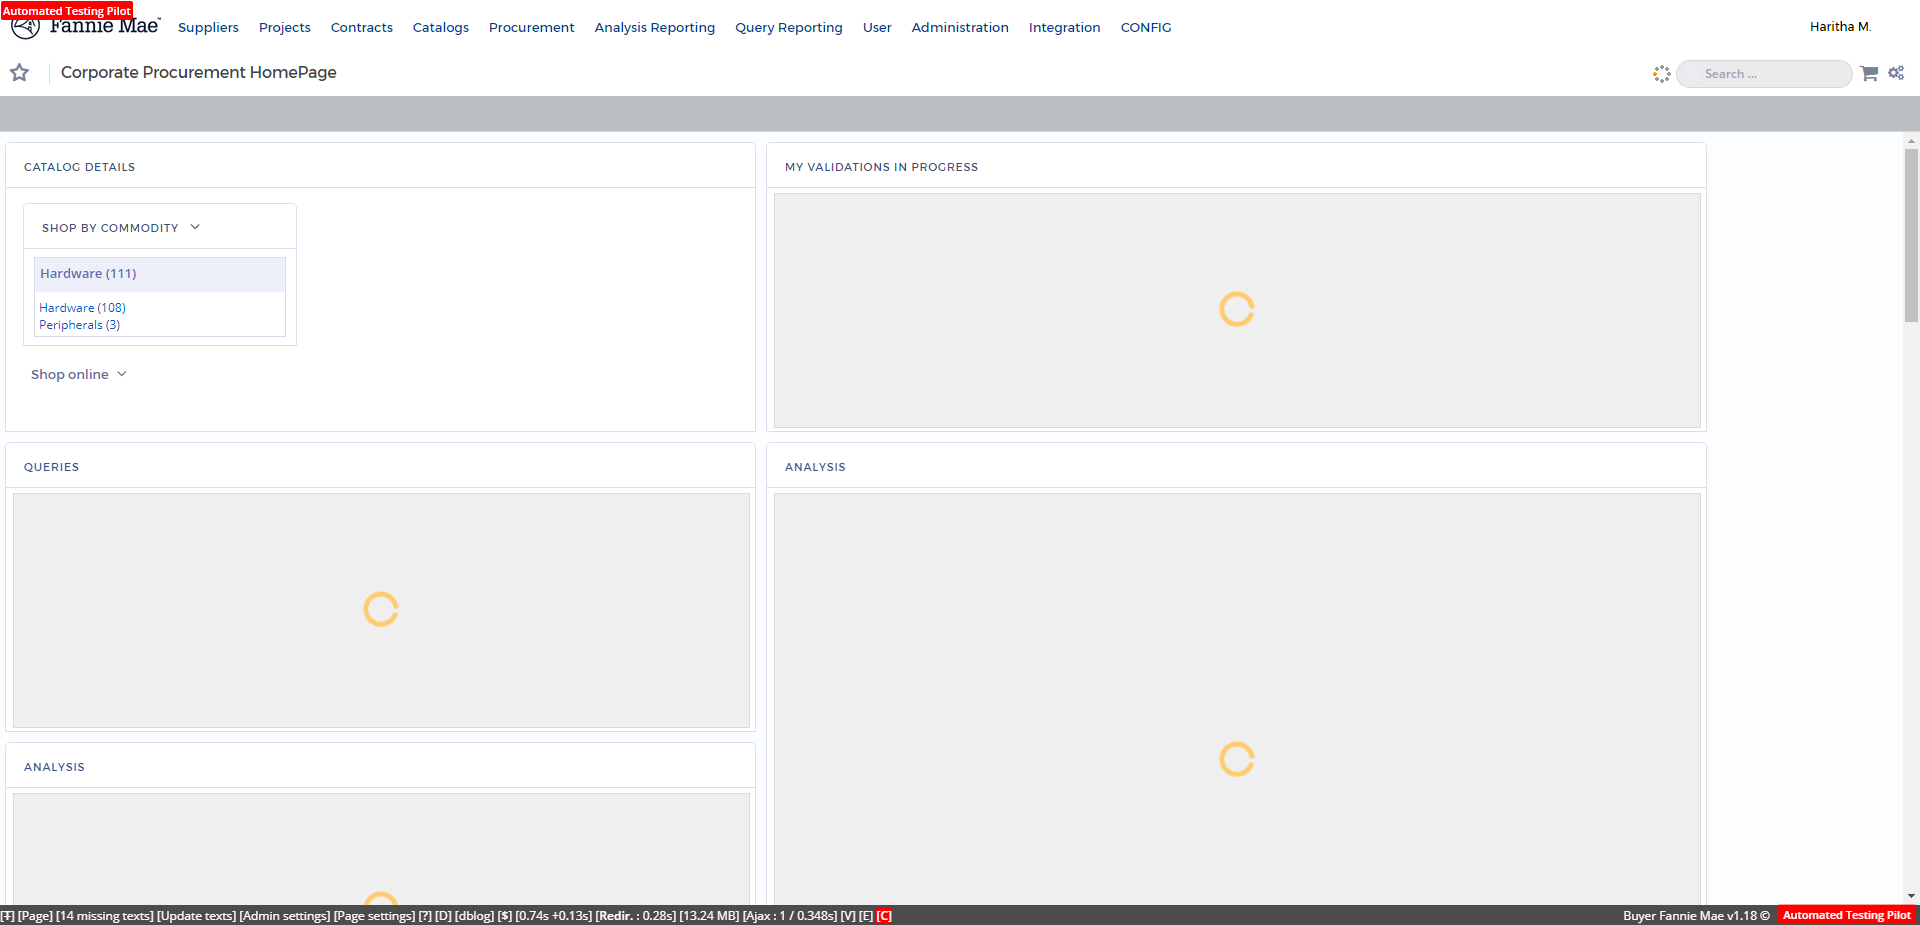 Automated Testing Pilot
Fannie Mae
Suppliers Projects Contracts Catalogs Procurement Analysis Reporting Query Reporting User Administration Integration CONFIG
Haritha M.
Corporate Procurement HomePage
Search ...
CATALOG DETAILS
SHOP BY COMMODITY
Hardware (111)
Hardware (108)
Peripherals (3)
Shop online
MY VALIDATIONS IN PROGRESS
QUERIES
ANALYSIS
ANALYSIS
[T] [Page] [14 missing texts] [Update texts] [Admin settings] [Page settings] [?] [D] [dblog] [$] [0.74s +0.13s] [Redir. : 0.28s] [13.24 MB] [Ajax : 1 / 0.348s] [V] [E] [C]
Buyer Fannie Mae v1.18 © Automated Testing Pilot